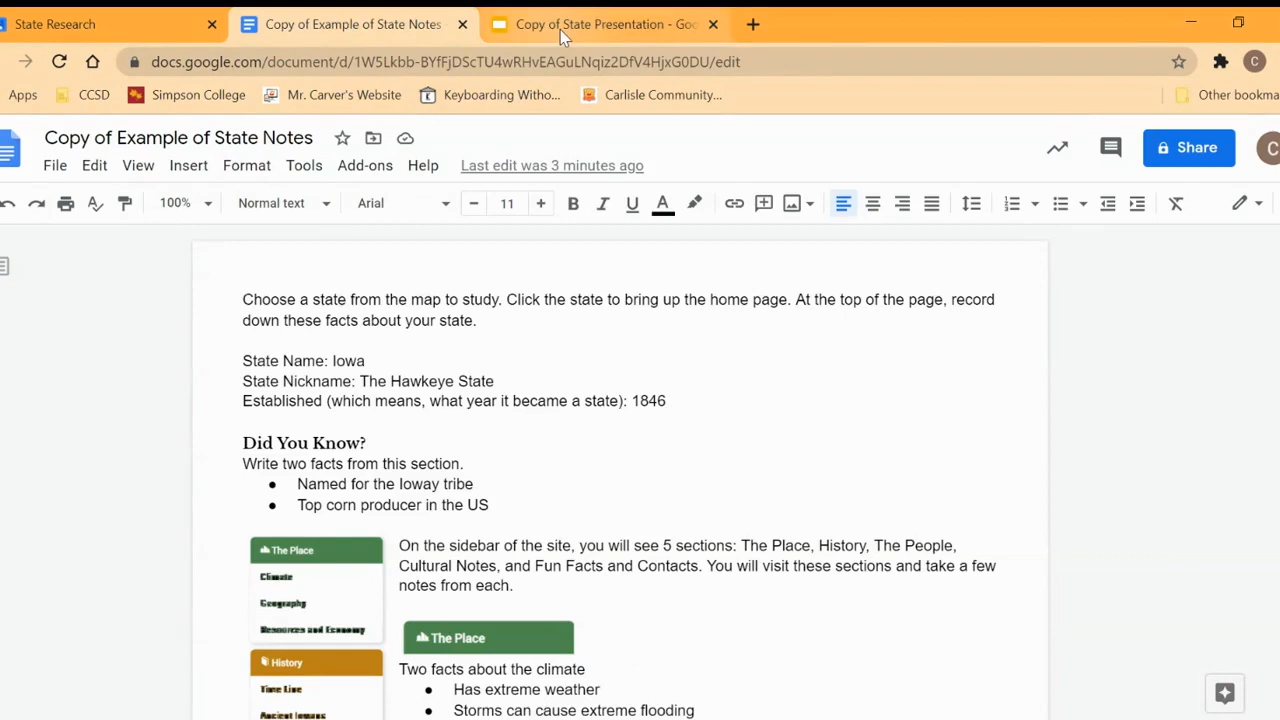 State Research
Copy of Example of State Notes
Copy of State Presentation - Goo
docs.google.com/document/d/1W5Lkbb-BYfFjDScTU4wRHvEAGuLNqiz2DfV4HjxG0DU/edit
C
Apps CCSD Simpson College Mr. Carver's Website Keyboarding Witho... Carlisle Community... Other bookma
Copy of Example of State Notes
Share
C
File Edit View Insert Format Tools Add-ons Help Last edit was 3 minutes ago
100% Normal text Arial 11 B I U A
Choose a state from the map to study. Click the state to bring up the home page. At the top of the page, record
down these facts about your state.
State Name: Iowa
State Nickname: The Hawkeye State
Established (which means, what year it became a state): 1846
Did You Know?
Write two facts from this section.
Named for the Ioway tribe
Top corn producer in the US
The Place
Climate
Geography
Resources and Economy
History
Time Line
Ancient Iowans
On the sidebar of the site, you will see 5 sections: The Place, History, The People,
Cultural Notes, and Fun Facts and Contacts. You will visit these sections and take a few
notes from each.
The Place
Two facts about the climate
Has extreme weather
Storms can cause extreme flooding